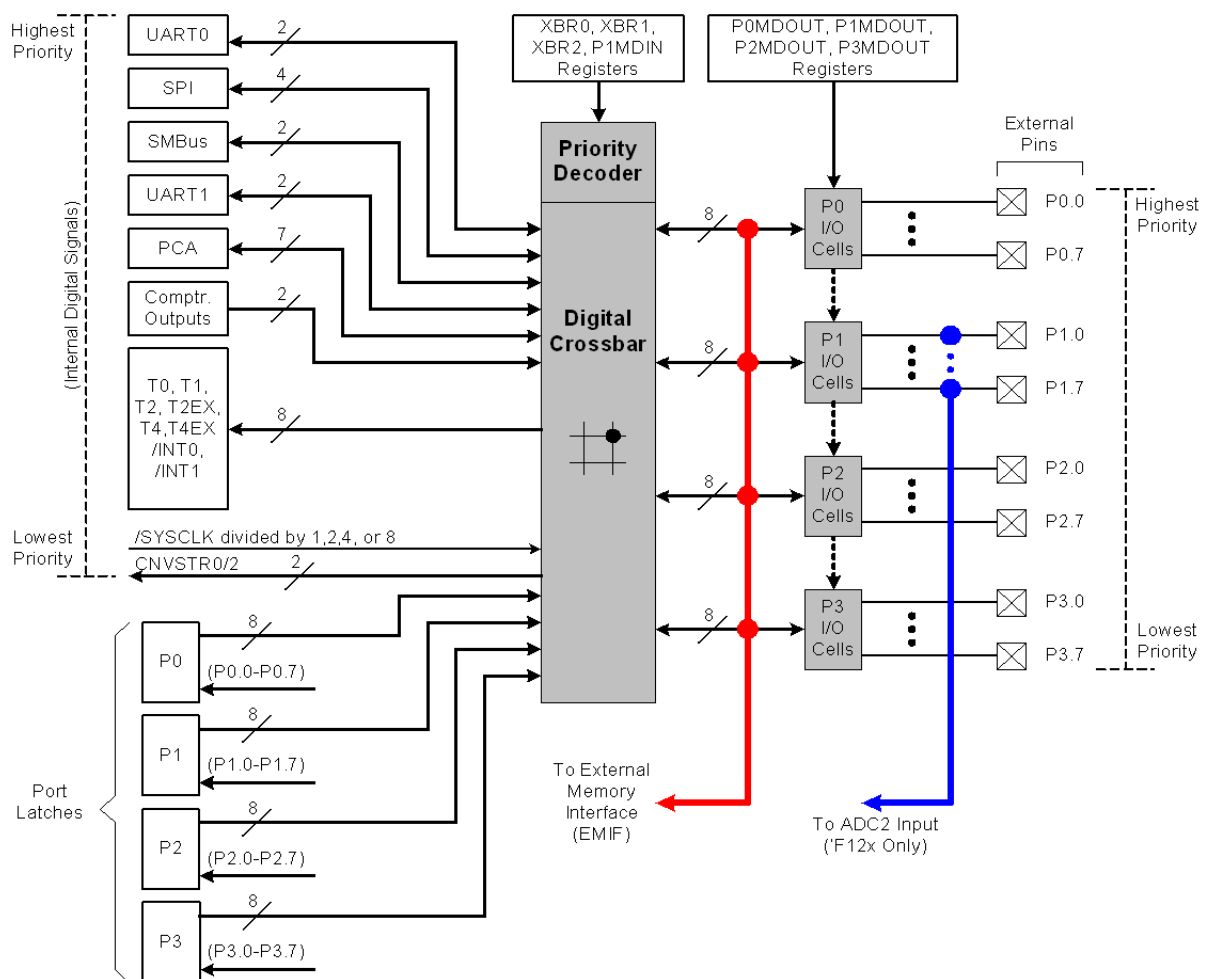 Highest
Priority
UART0
2
SPI
4
SMBus
2
UART1
2
PCA
7
Comptr.
Outputs
2
T0, T1,
T2, T2EX,
T4,T4EX
/INT0,
/INT1
8
(Internal Digital Signals)
Lowest
Priority
/SYSCLK divided by 1,2,4, or 8
CNVSTR0/2
2
XBR0, XBR1,
XBR2, P1MDIN
Registers
P0MDOUT, P1MDOUT,
P2MDOUT, P3MDOUT
Registers
Priority
Decoder
Digital
Crossbar
8
8
8
8
P0
I/O
Cells
P1
I/O
Cells
P2
I/O
Cells
P3
I/O
Cells
External
Pins
P0.0
P0.7
P1.0
P1.7
P2.0
P2.7
P3.0
P3.7
Highest
Priority
Lowest
Priority
Port
Latches
P0
8
(P0.0-P0.7)
P1
8
(P1.0-P1.7)
P2
8
(P2.0-P2.7)
P3
8
(P3.0-P3.7)
To External
Memory
Interface
(EMIF)
To ADC2 Input
('F12x Only)